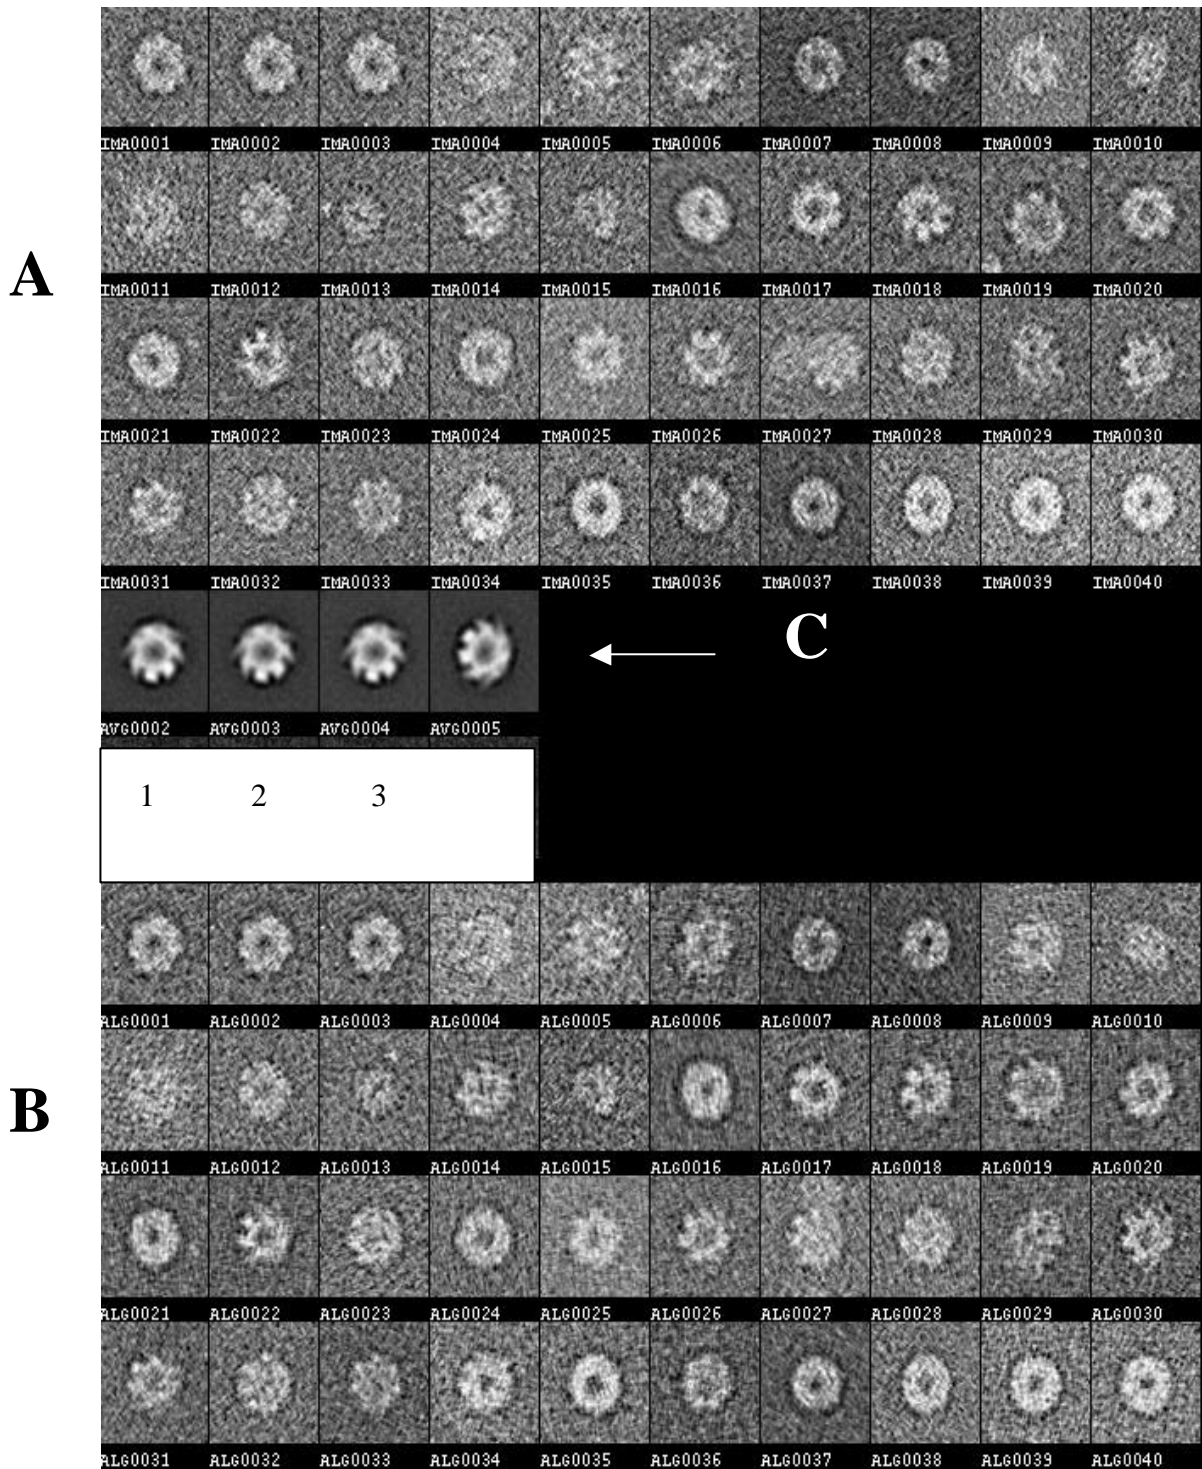 IMA0001 IMA0002 IMA0003 IMA0004 IMA0005 IMA0006 IMA0007 IMA0008 IMA0009 IMA0010
A
IMA0011 IMA0012 IMA0013 IMA0014 IMA0015 IMA0016 IMA0017 IMA0018 IMA0019 IMA0020
IMA0021 IMA0022 IMA0023 IMA0024 IMA0025 IMA0026 IMA0027 IMA0028 IMA0029 IMA0030
IMA0031 IMA0032 IMA0033 IMA0034 IMA0035 IMA0036 IMA0037 IMA0038 IMA0039 IMA0040
C
AVG0002 AVG0003 AVG0004 AVG0005
1 2 3
ALG0001 ALG0002 ALG0003 ALG0004 ALG0005 ALG0006 ALG0007 ALG0008 ALG0009 ALG0010
B
ALG0011 ALG0012 ALG0013 ALG0014 ALG0015 ALG0016 ALG0017 ALG0018 ALG0019 ALG0020
ALG0021 ALG0022 ALG0023 ALG0024 ALG0025 ALG0026 ALG0027 ALG0028 ALG0029 ALG0030
ALG0031 ALG0032 ALG0033 ALG0034 ALG0035 ALG0036 ALG0037 ALG0038 ALG0039 ALG0040